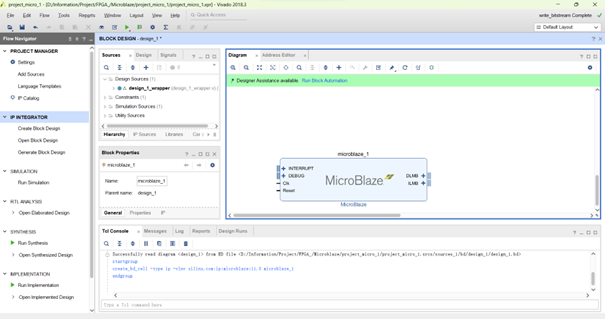 project_micro_1 - [D:/Information/Project/FPGA_/Microblaze/project_micro_1/project_micro_1.xpr] - Vivado 2018.3
File Edit Flow Tools Reports Window Layout View Help Quick Access
write_bitstream Complete
Default Layout
Flow Navigator
PROJECT MANAGER
Settings
Add Sources
Language Templates
IP Catalog
IP INTEGRATOR
Create Block Design
Open Block Design
Generate Block Design
SIMULATION
Run Simulation
RTL ANALYSIS
Open Elaborated Design
SYNTHESIS
Run Synthesis
Open Synthesized Design
IMPLEMENTATION
Run Implementation
Open Implemented Design
BLOCK DESIGN - design_1 *
Sources Design Signals
Design Sources (1)
design_1_wrapper (design_1_wrapper.v)
Constraints (1)
Simulation Sources (1)
Utility Sources
Hierarchy IP Sources Libraries
Block Properties
microblaze_1
Name: microblaze_1
Parent name: design_1
General Properties IP
Diagram Address Editor
Designer Assistance available. Run Block Automation
microblaze_1
INTERRUPT
DEBUG
Clk
Reset
MicroBlaze
DLMB
ILMB
MicroBlaze
Tcl Console Messages Log Reports Design Runs
Successfully read diagram <design_1> from BD file <D:/Information/Project/FPGA_/Microblaze/project_micro_1/project_micro_1.srcs/sources_1/bd/design_1/design_1.bd>
startgroup
create_bd_cell -type ip -vlnv xilinx.com:ip:microblaze:11.0 microblaze_1
endgroup
Type a Tcl command here